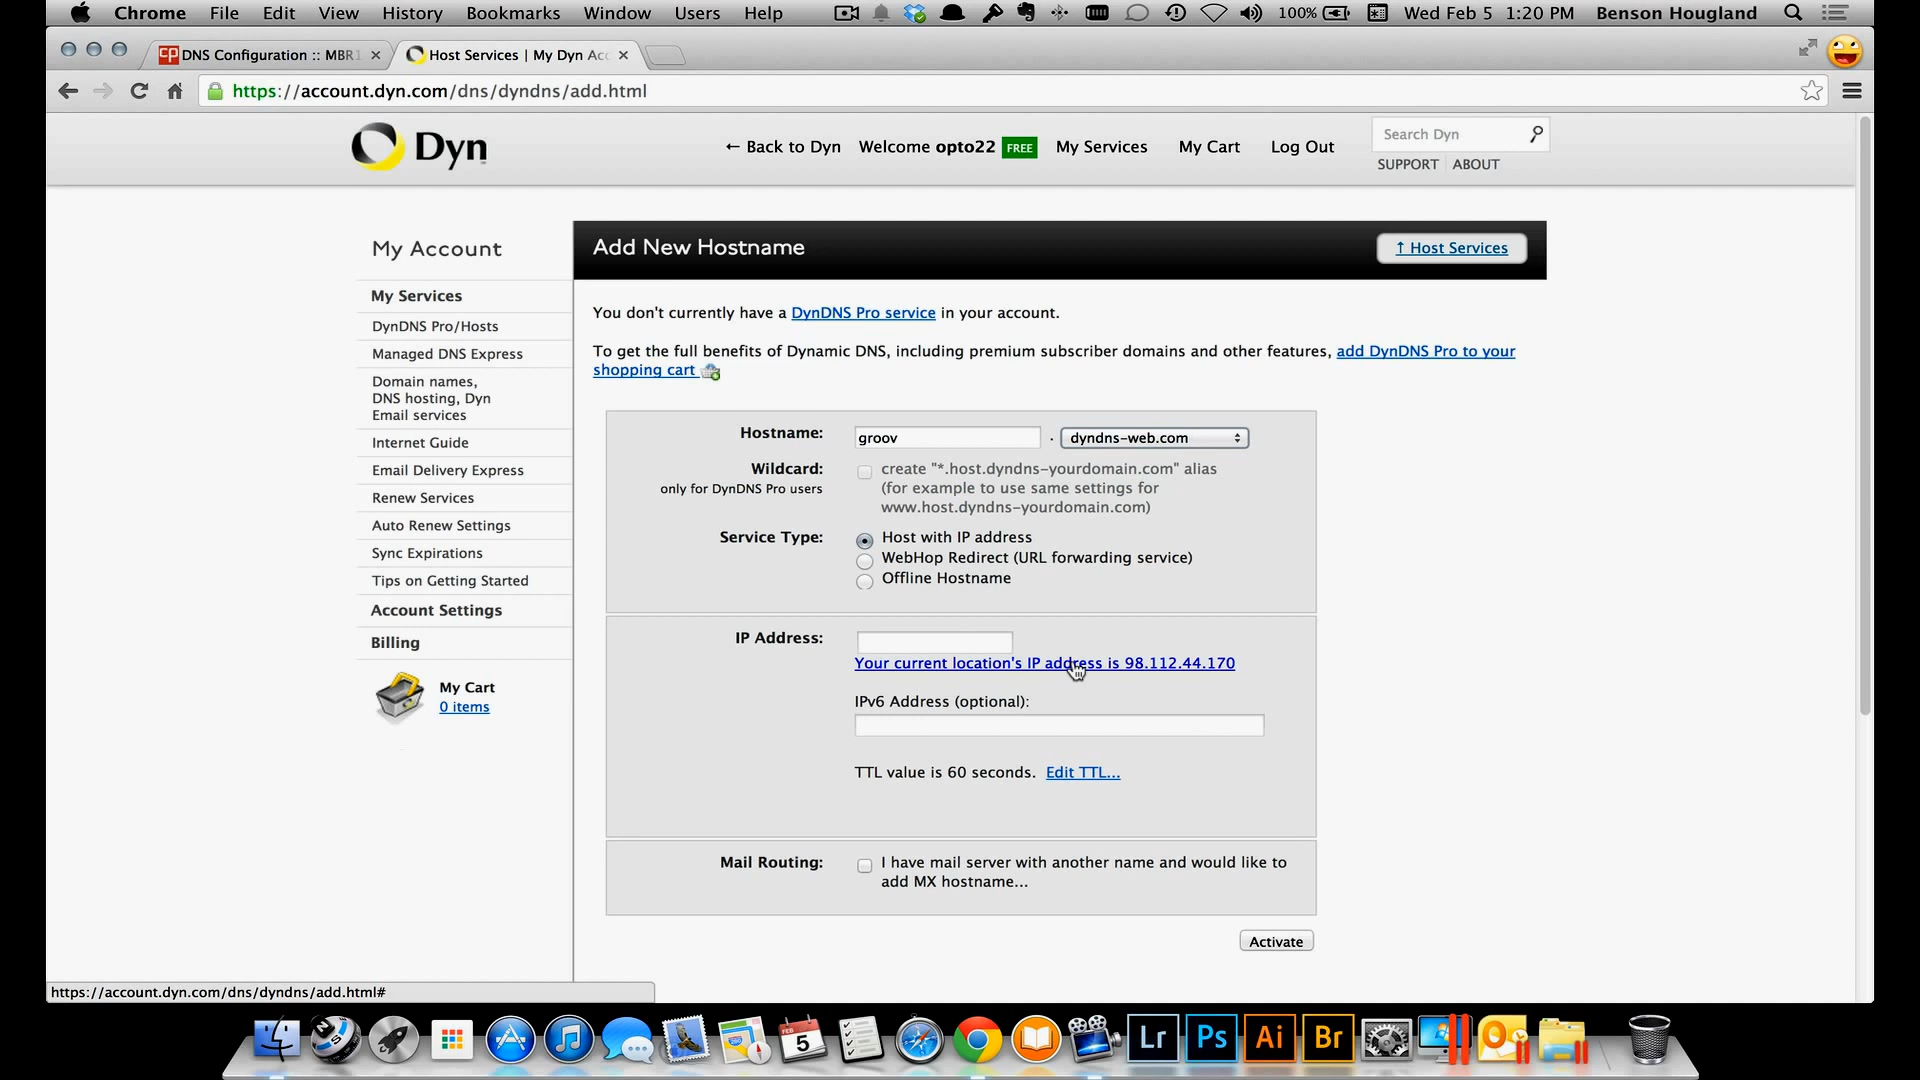 Chrome File Edit View History Bookmarks Window Users Help 100% Wed Feb 5 1:20 PM Benson Hougland
cP DNS Configuration :: MBR1 Host Services | My Dyn Acc
https://account.dyn.com/dns/dyndns/add.html
Dyn
← Back to Dyn Welcome opto22 FREE My Services My Cart Log Out
Search Dyn
SUPPORT ABOUT
My Account
My Services
DynDNS Pro/Hosts
Managed DNS Express
Domain names,
DNS hosting, Dyn
Email services
Internet Guide
Email Delivery Express
Renew Services
Auto Renew Settings
Sync Expirations
Tips on Getting Started
Account Settings
Billing
My Cart
0 items
Add New Hostname
↑ Host Services
You don't currently have a DynDNS Pro service in your account.
To get the full benefits of Dynamic DNS, including premium subscriber domains and other features, add DynDNS Pro to your
shopping cart
Hostname: groov . dyndns-web.com
Wildcard: create "*.host.dyndns-yourdomain.com" alias
only for DynDNS Pro users (for example to use same settings for
www.host.dyndns-yourdomain.com)
Service Type: Host with IP address
WebHop Redirect (URL forwarding service)
Offline Hostname
IP Address:
Your current location's IP address is 98.112.44.170
IPv6 Address (optional):
TTL value is 60 seconds. Edit TTL...
Mail Routing: I have mail server with another name and would like to
add MX hostname...
Activate
https://account.dyn.com/dns/dyndns/add.html#
FEB
5
Lr Ps Ai Br